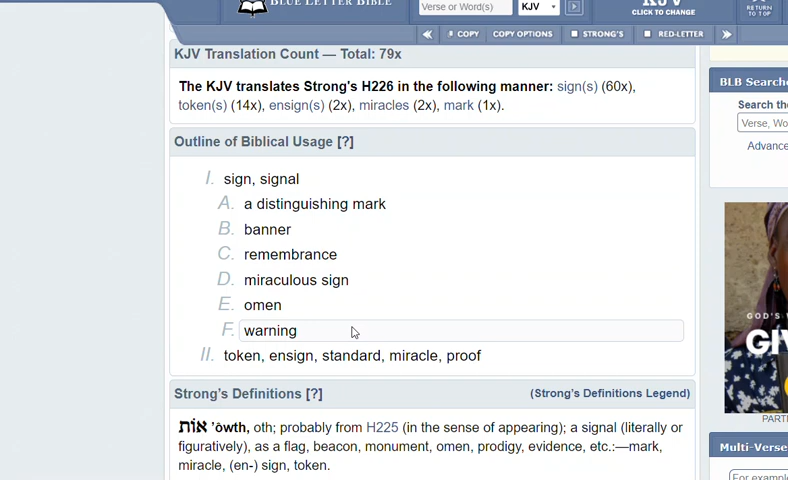 BLUE LETTER BIBLE
Verse or Word(s)
KJV
KJV
CLICK TO CHANGE
RETURN
TO TOP
COPY
COPY OPTIONS
STRONG'S
RED-LETTER
KJV Translation Count — Total: 79x
The KJV translates Strong's H226 in the following manner: sign(s) (60x),
token(s) (14x), ensign(s) (2x), miracles (2x), mark (1x).
Outline of Biblical Usage [?]
I. sign, signal
A. a distinguishing mark
B. banner
C. remembrance
D. miraculous sign
E. omen
F. warning
II. token, ensign, standard, miracle, proof
Strong's Definitions [?]
(Strong's Definitions Legend)
אוֹת 'ôwth, oth; probably from H225 (in the sense of appearing); a signal (literally or
figuratively), as a flag, beacon, monument, omen, prodigy, evidence, etc.:—mark,
miracle, (en-) sign, token.
BLB Searche
Search the
Verse, Wo
Advance
GOD'S
GIV
PARTI
Multi-Verse
For example